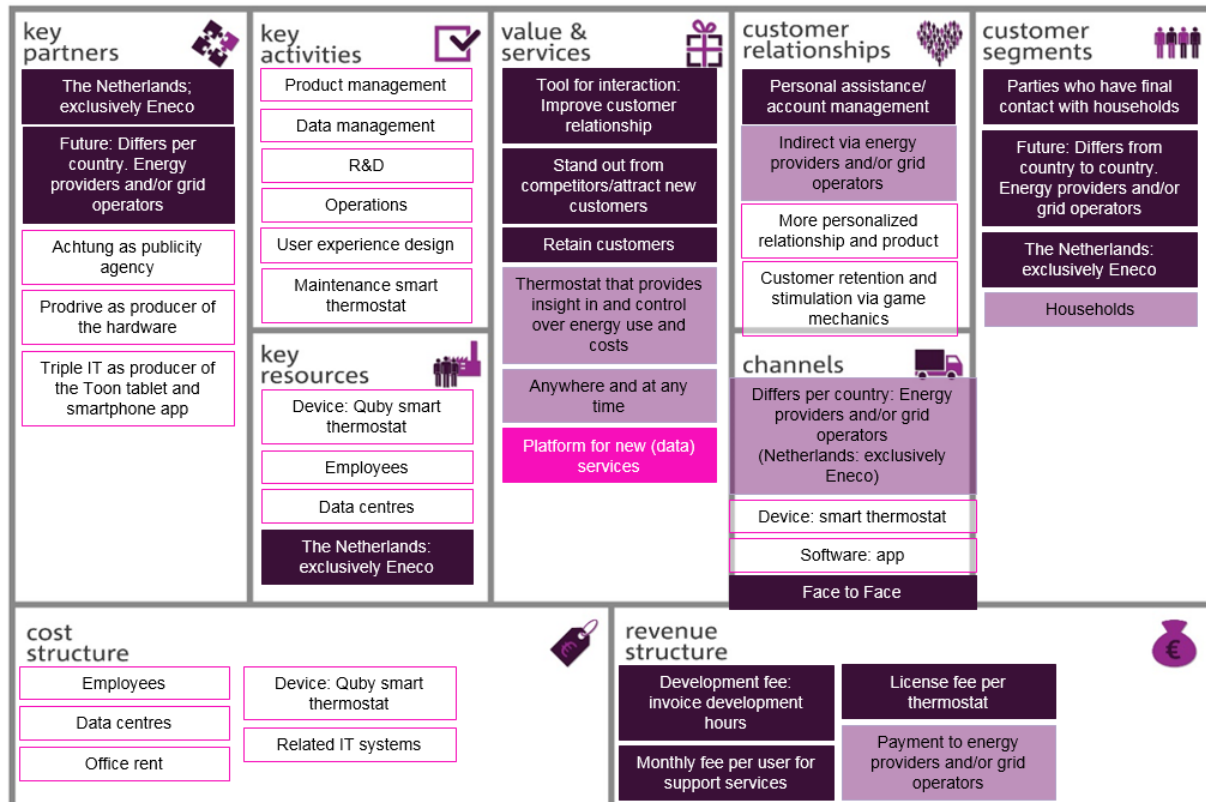 key
partners
The Netherlands;
exclusively Eneco
Future: Differs per
country. Energy
providers and/or grid
operators
Achtung as publicity
agency
Prodrive as producer of
the hardware
Triple IT as producer of
the Toon tablet and
smartphone app
key
activities
Product management
Data management
R&D
Operations
User experience design
Maintenance smart
thermostat
key
resources
Device: Quby smart
thermostat
Employees
Data centres
The Netherlands:
exclusively Eneco
value &
services
Tool for interaction:
Improve customer
relationship
Stand out from
competitors/attract new
customers
Retain customers
Thermostat that provides
insight in and control
over energy use and
costs
Anywhere and at any
time
Platform for new (data)
services
customer
relationships
Personal assistance/
account management
Indirect via energy
providers and/or grid
operators
More personalized
relationship and product
Customer retention and
stimulation via game
mechanics
channels
Differs per country: Energy
providers and/or grid
operators
(Netherlands: exclusively
Eneco)
Device: smart thermostat
Software: app
Face to Face
customer
segments
Parties who have final
contact with households
Future: Differs from
country to country.
Energy providers and/or
grid operators
The Netherlands:
exclusively Eneco
Households
cost
structure
€
Employees
Data centres
Office rent
Device: Quby smart
thermostat
Related IT systems
revenue
structure
€
Development fee:
invoice development
hours
Monthly fee per user for
support services
License fee per
thermostat
Payment to energy
providers and/or grid
operators